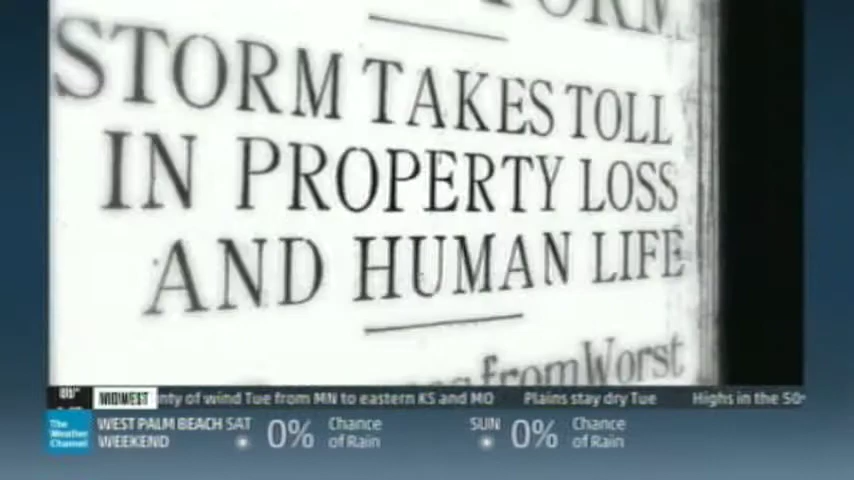 STORM TAKES TOLL
IN PROPERTY LOSS
AND HUMAN LIFE
from Worst
MIDWEST
nty of wind Tue from MN to eastern KS and MO Plains stay dry Tue Highs in the 50
The
Weather
Channel
WEST PALM BEACH SAT 0% Chance
WEEKEND of Rain
SUN 0% Chance
of Rain